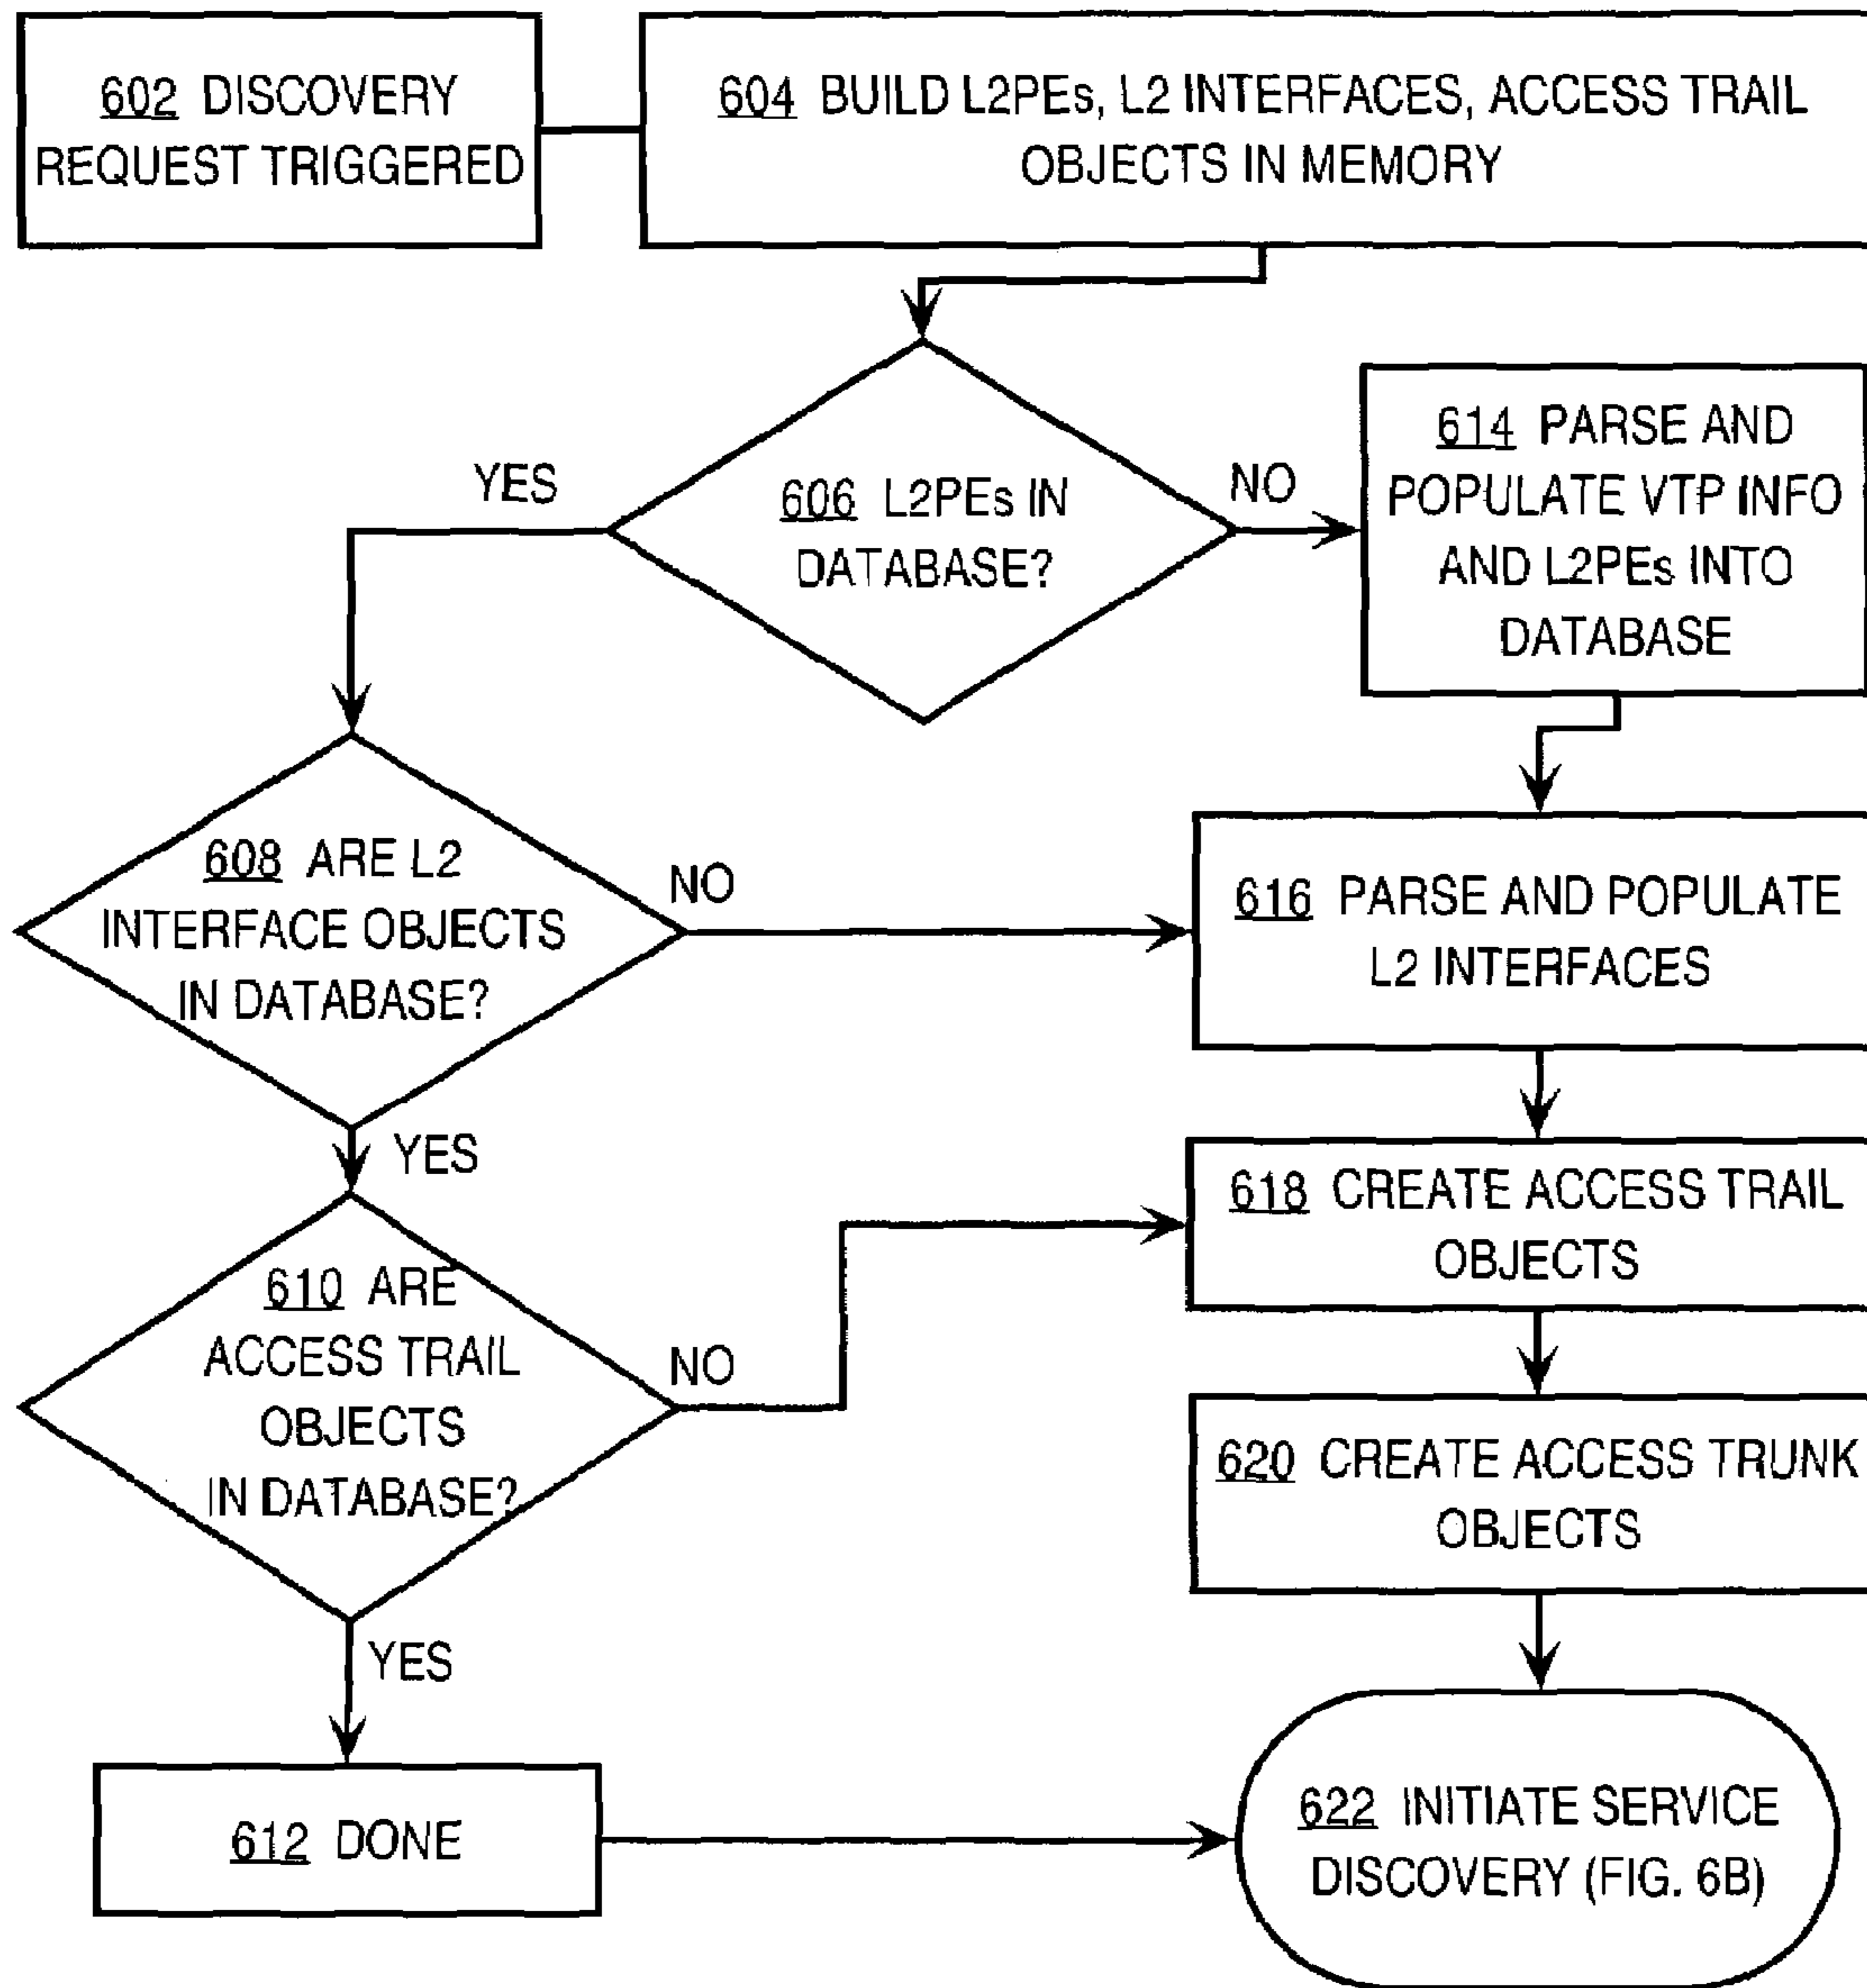 602 DISCOVERY
REQUEST TRIGGERED
604 BUILD L2PEs, L2 INTERFACES, ACCESS TRAIL
OBJECTS IN MEMORY
606 L2PEs IN
DATABASE?
YES
NO
614 PARSE AND
POPULATE VTP INFO
AND L2PEs INTO
DATABASE
608 ARE L2
INTERFACE OBJECTS
IN DATABASE?
NO
YES
616 PARSE AND POPULATE
L2 INTERFACES
610 ARE
ACCESS TRAIL
OBJECTS
IN DATABASE?
NO
YES
618 CREATE ACCESS TRAIL
OBJECTS
620 CREATE ACCESS TRUNK
OBJECTS
612 DONE
622 INITIATE SERVICE
DISCOVERY (FIG. 6B)